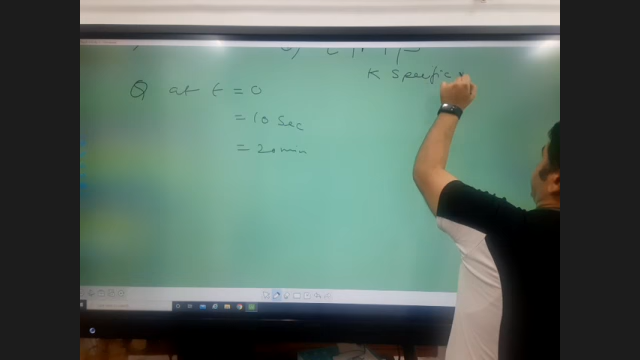 K Specific
Q at t = 0
= 10 Sec
= 20 min